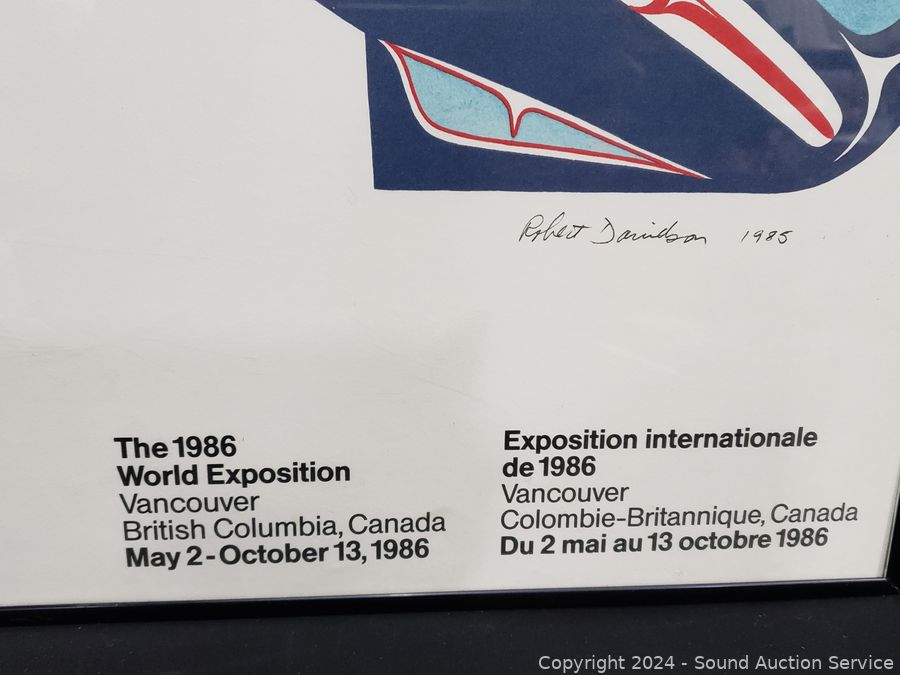 Robert Davidson 1985
The 1986
World Exposition
Vancouver
British Columbia, Canada
May 2-October 13, 1986
Exposition internationale
de 1986
Vancouver
Colombie-Britannique, Canada
Du 2 mai au 13 octobre 1986
Copyright 2024 - Sound Auction Service